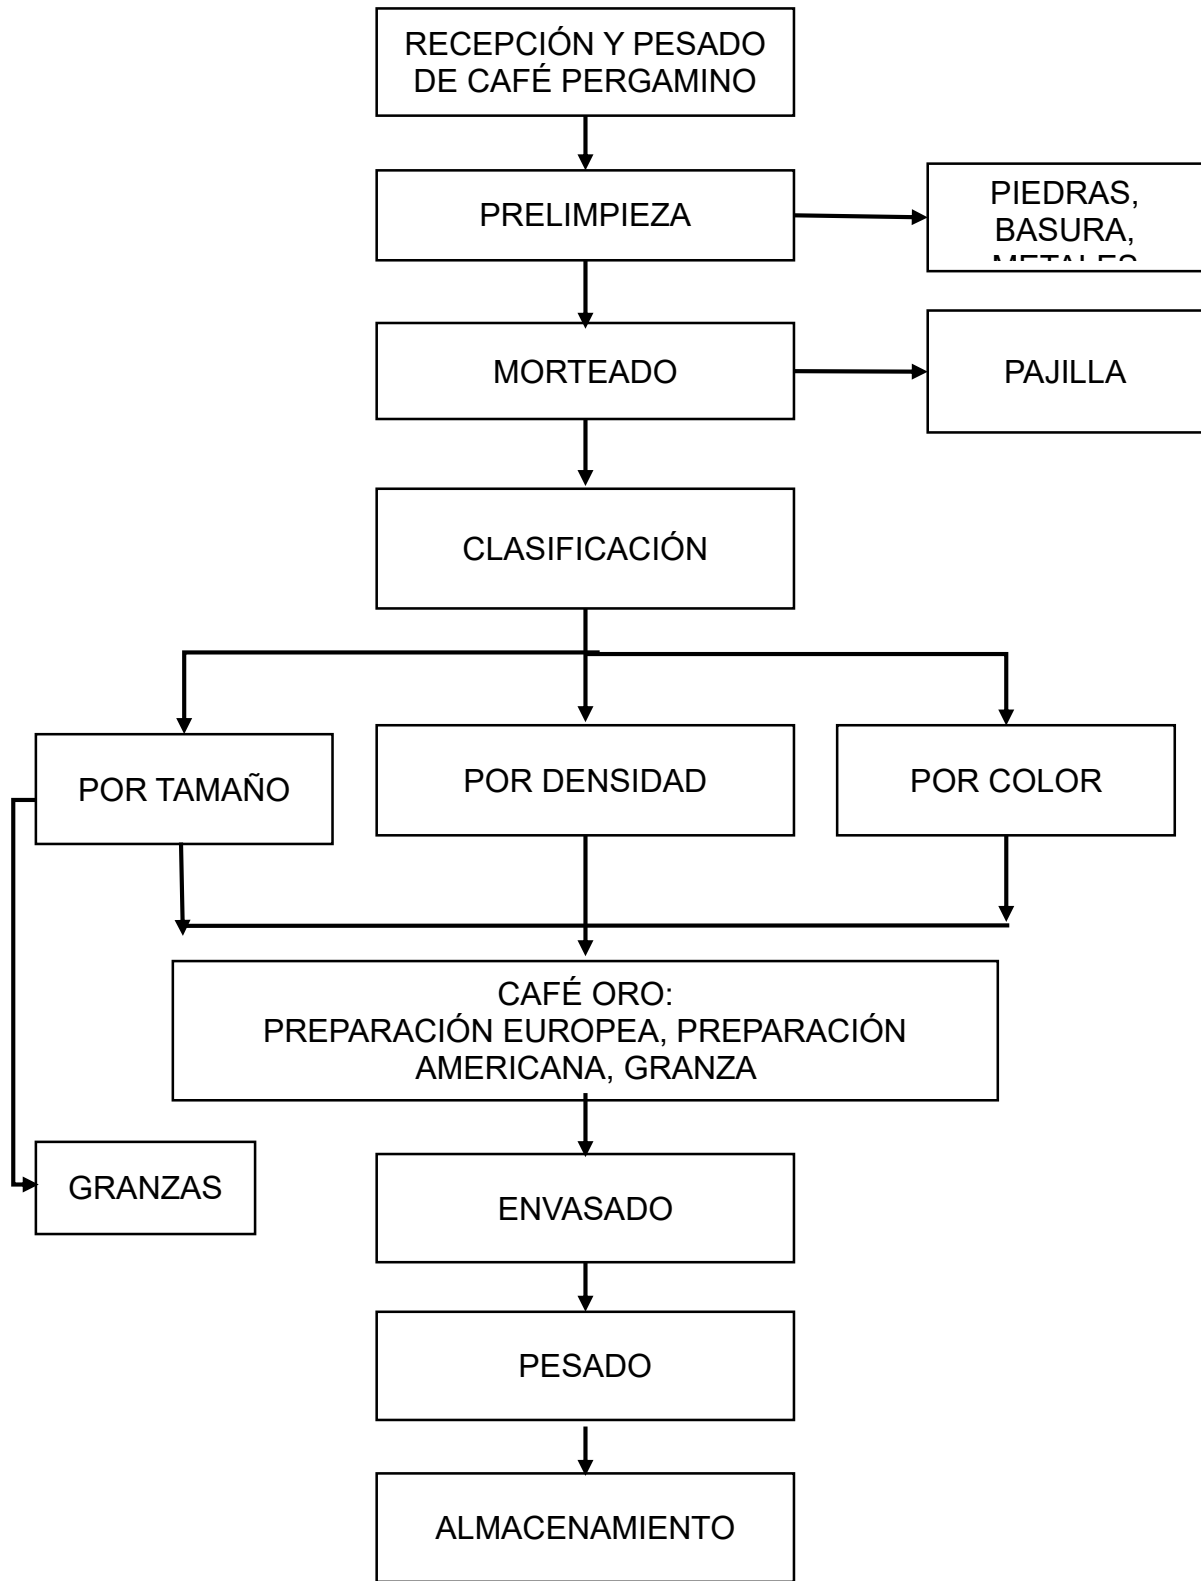 RECEPCIÓN Y PESADO
DE CAFÉ PERGAMINO
PRELIMPIEZA
PIEDRAS,
BASURA,
METALES
MORTEADO
PAJILLA
CLASIFICACIÓN
POR TAMAÑO
POR DENSIDAD
POR COLOR
CAFÉ ORO:
PREPARACIÓN EUROPEA, PREPARACIÓN
AMERICANA, GRANZA
GRANZAS
ENVASADO
PESADO
ALMACENAMIENTO